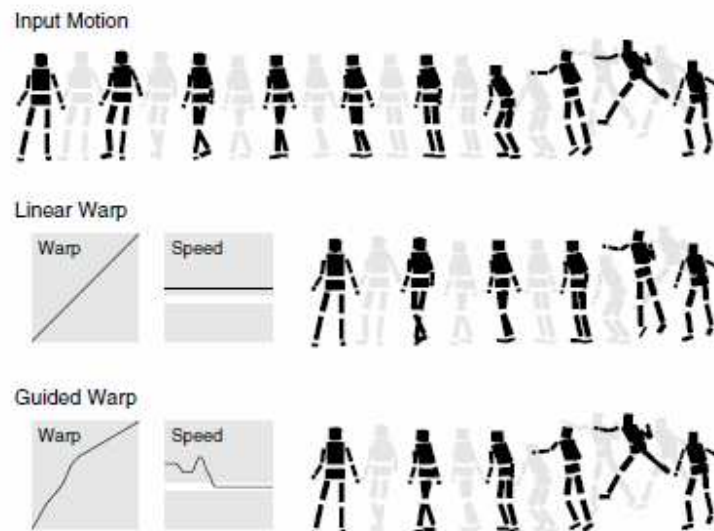 Input Motion
Linear Warp
Warp
Speed
Guided Warp
Warp
Speed